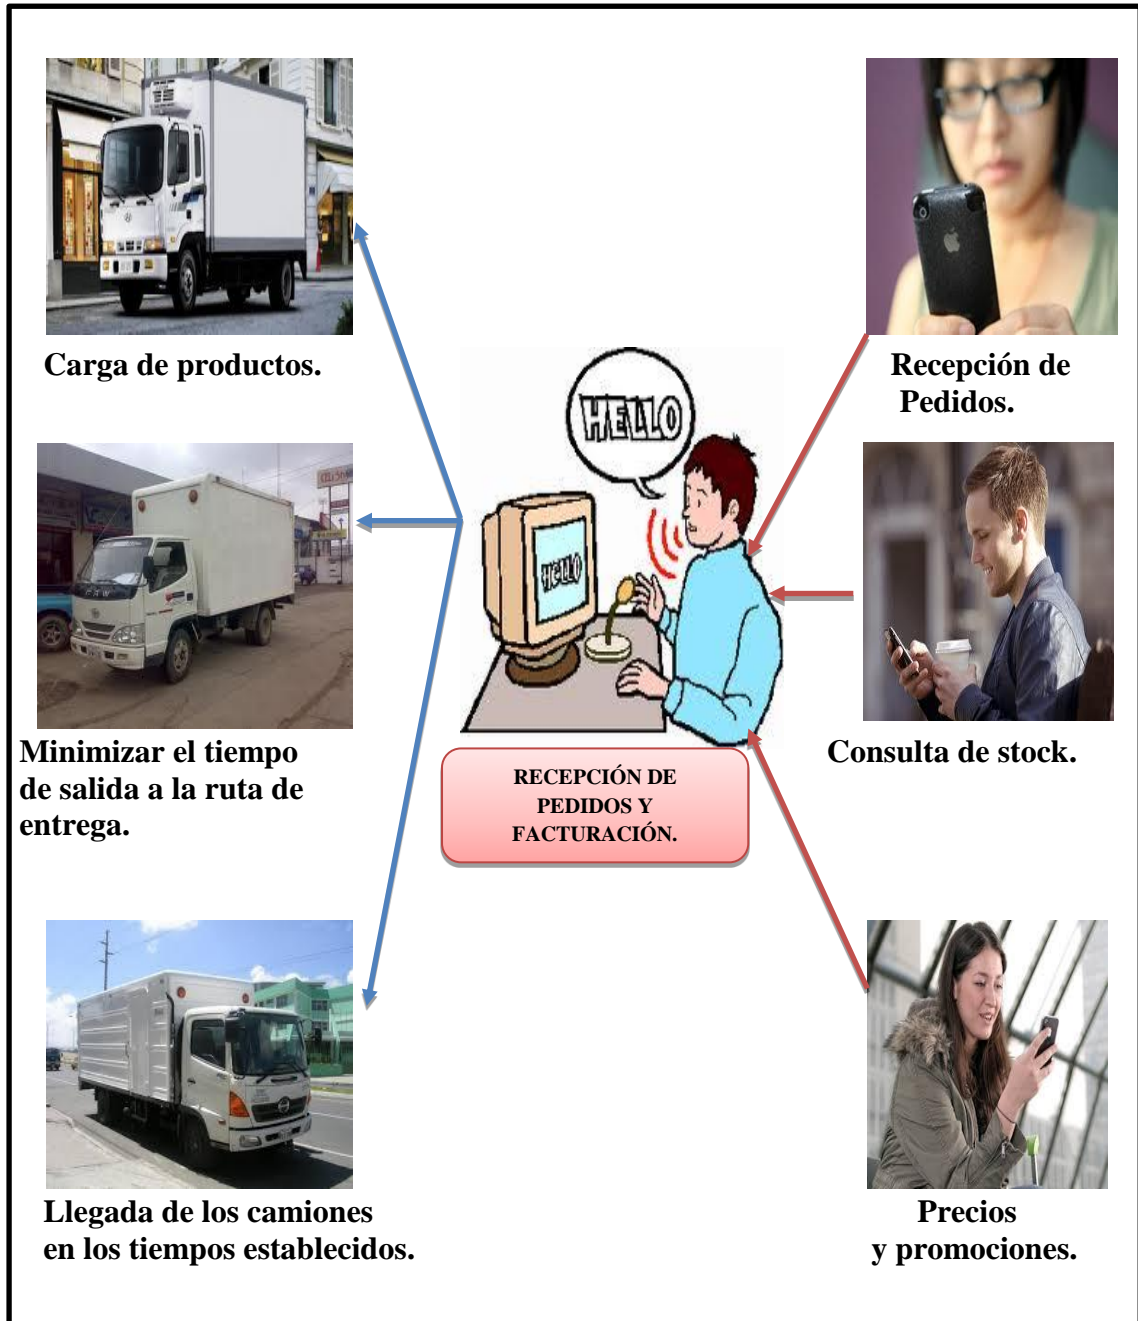 Carga de productos.
Minimizar el tiempo
de salida a la ruta de
entrega.
Llegada de los camiones
en los tiempos establecidos.
HELLO
HELLO
RECEPCIÓN DE
PEDIDOS Y
FACTURACIÓN.
Recepción de
Pedidos.
Consulta de stock.
Precios
y promociones.